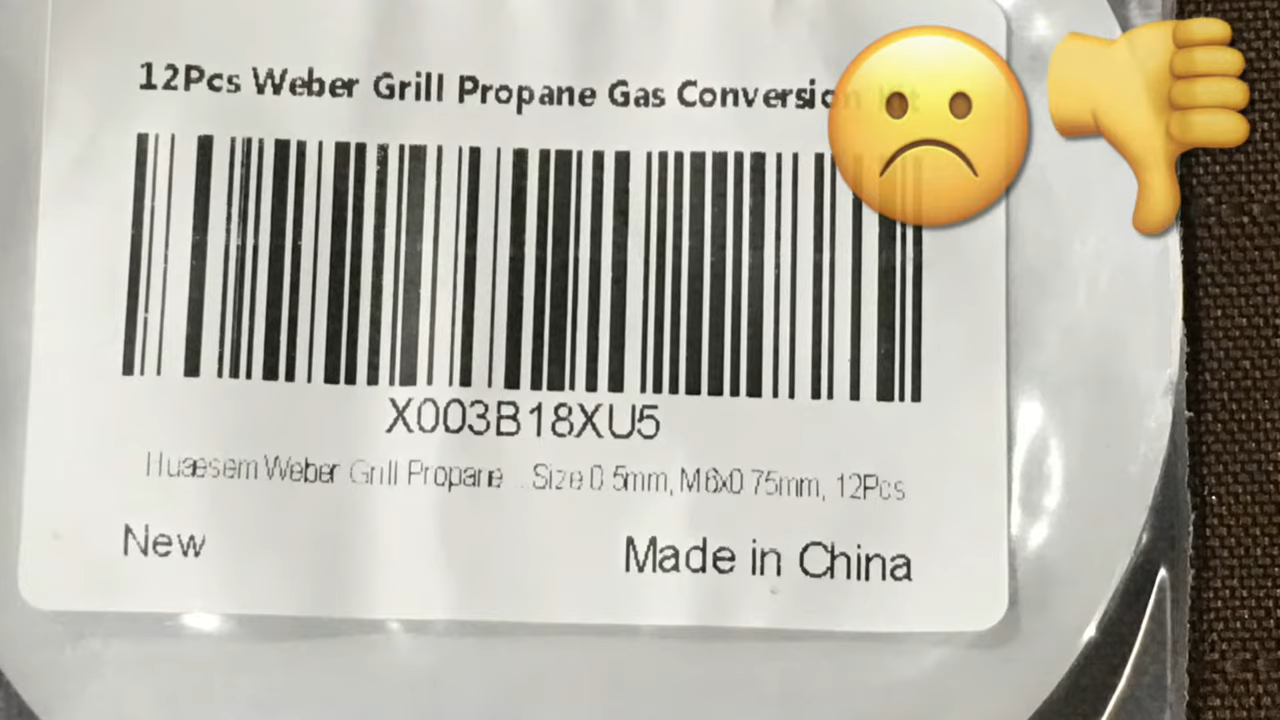 12Pcs Weber Grill Propane Gas Conversion
X003B18XU5
Huaesem Weber Grill Propane ... Size 0.5mm, M6x0.75mm, 12Pcs
New
Made in China